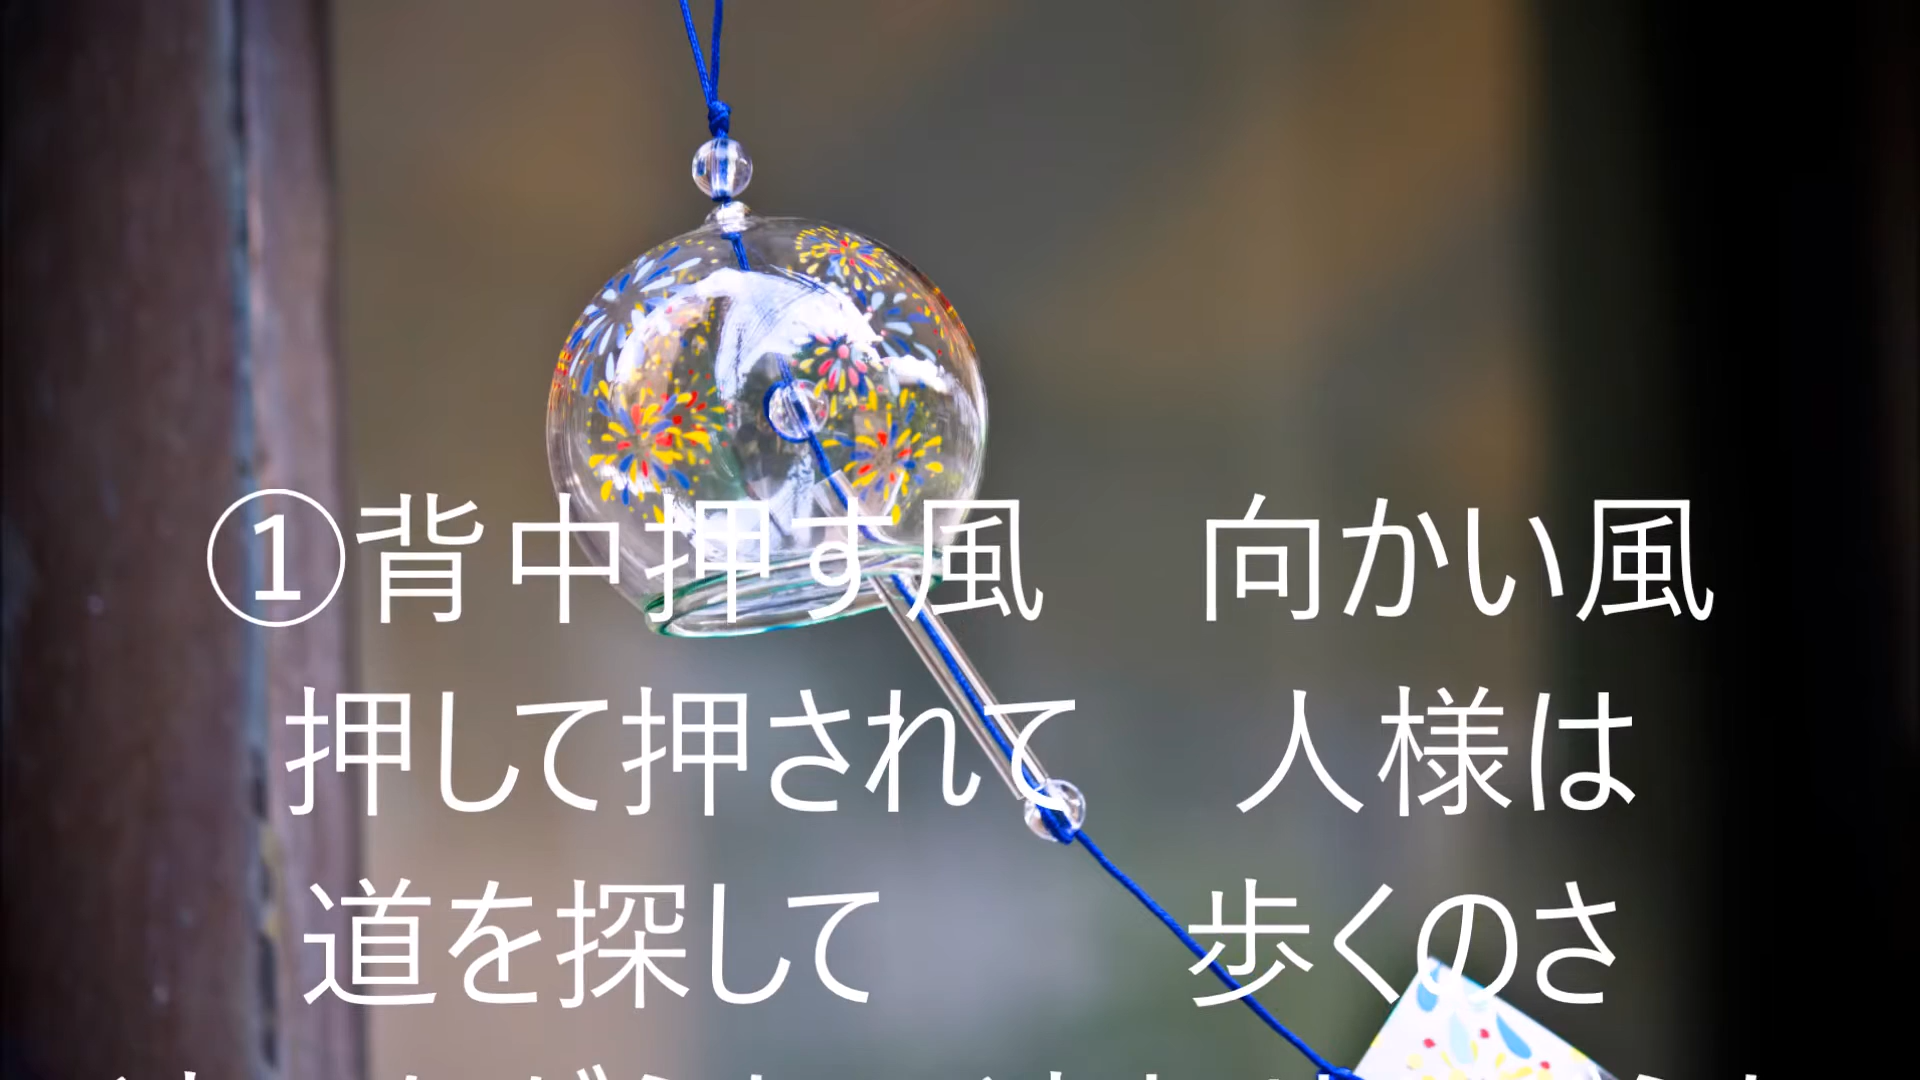 ①背中押す風　向かい風
押して押されて　人様は
道を探して　歩くのさ